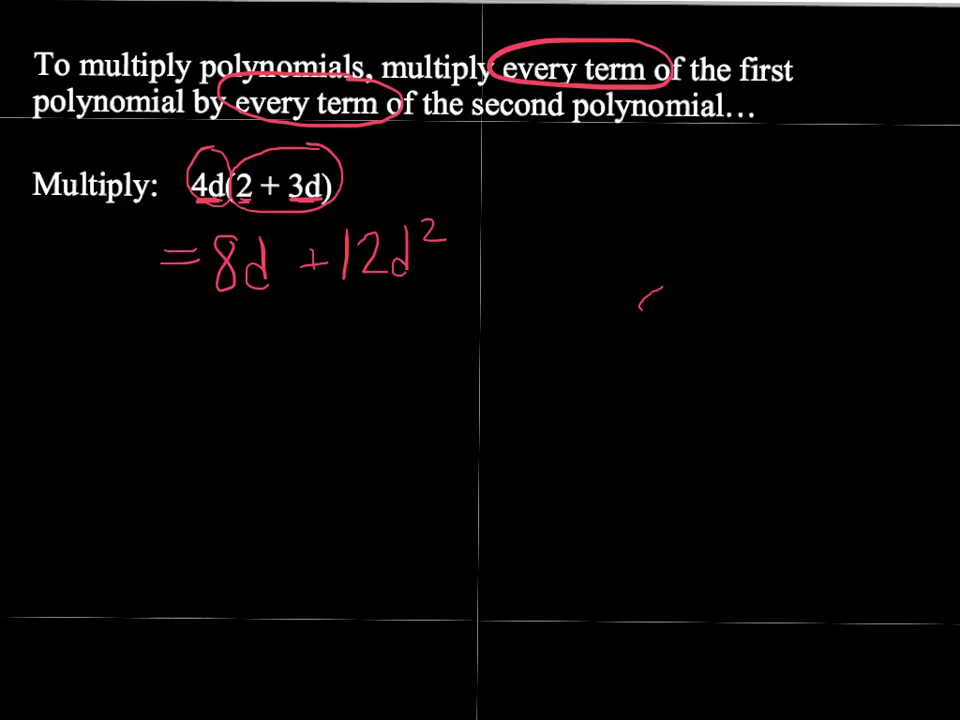 To multiply polynomials, multiply every term of the first
polynomial by every term of the second polynomial…
Multiply: 4d(2 + 3d)
= 8d + 12d²